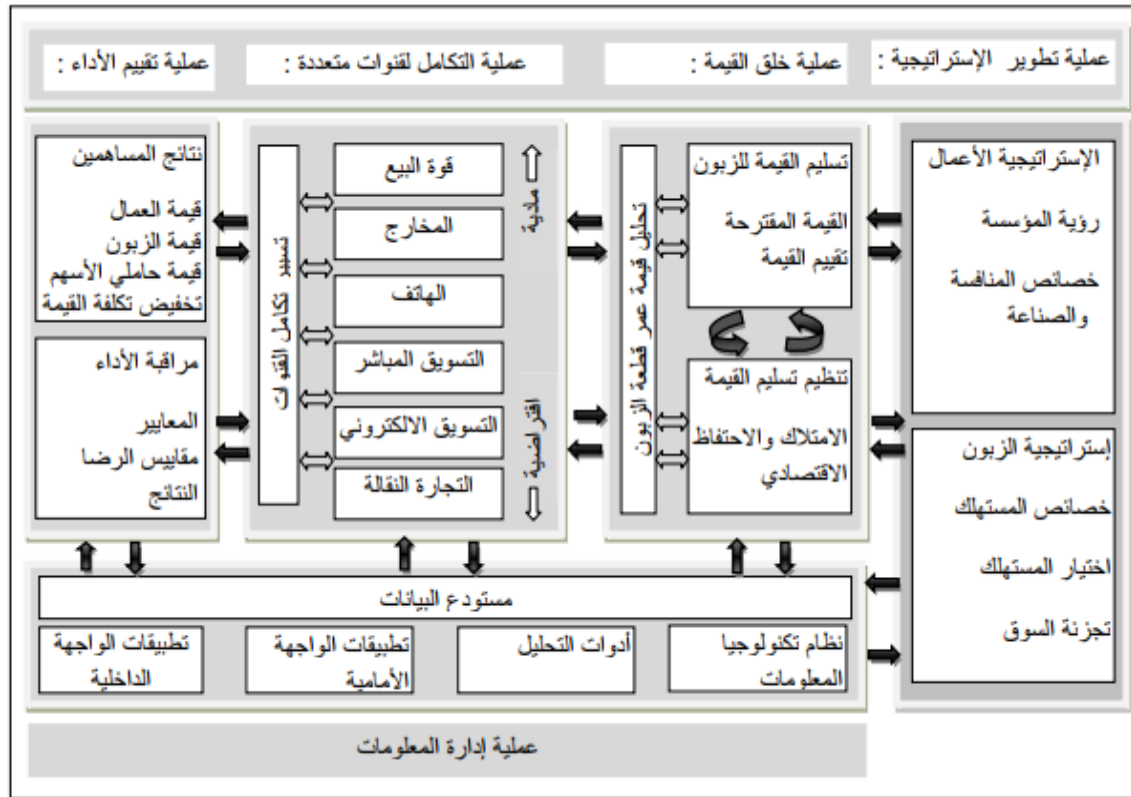 عملية تطوير الإستراتيجية :
عملية خلق القيمة :
عملية التكامل لقنوات متعددة :
عملية تقييم الأداء :
الإستراتيجية الأعمال
رؤية المؤسسة
خصائص المنافسة
والصناعة
إستراتيجية الزبون
خصائص المستهلك
اختيار المستهلك
تجزئة السوق
تسليم القيمة للزبون
القيمة المقترحة
تقييم القيمة
تنظيم تسليم القيمة
الامتلاك والاحتفاظ
الاقتصادي
تحليل قيمة عمر قطعة الزبون
مادية
افتراضية
قوة البيع
المخارج
الهاتف
التسويق المباشر
التسويق الالكتروني
التجارة النقالة
تسيير تكامل القنوات
نتائج المساهمين
قيمة العمال
قيمة الزبون
قيمة حاملي الأسهم
تخفيض تكلفة القيمة
مراقبة الأداء
المعايير
مقاييس الرضا
النتائج
مستودع البيانات
نظام تكنولوجيا
المعلومات
أدوات التحليل
تطبيقات الواجهة
الأمامية
تطبيقات الواجهة
الداخلية
عملية إدارة المعلومات